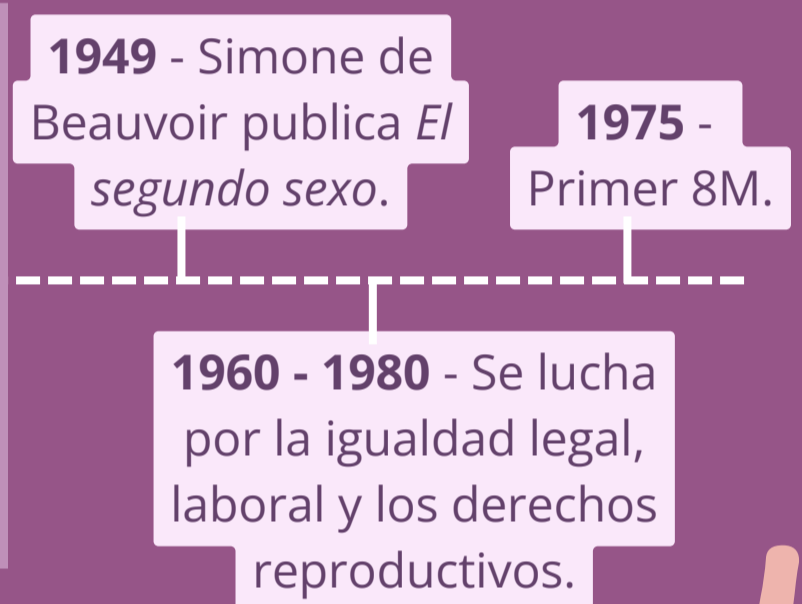 1949 - Simone de
Beauvoir publica El
segundo sexo.
1975 -
Primer 8M.
1960 - 1980 - Se lucha
por la igualdad legal,
laboral y los derechos
reproductivos.